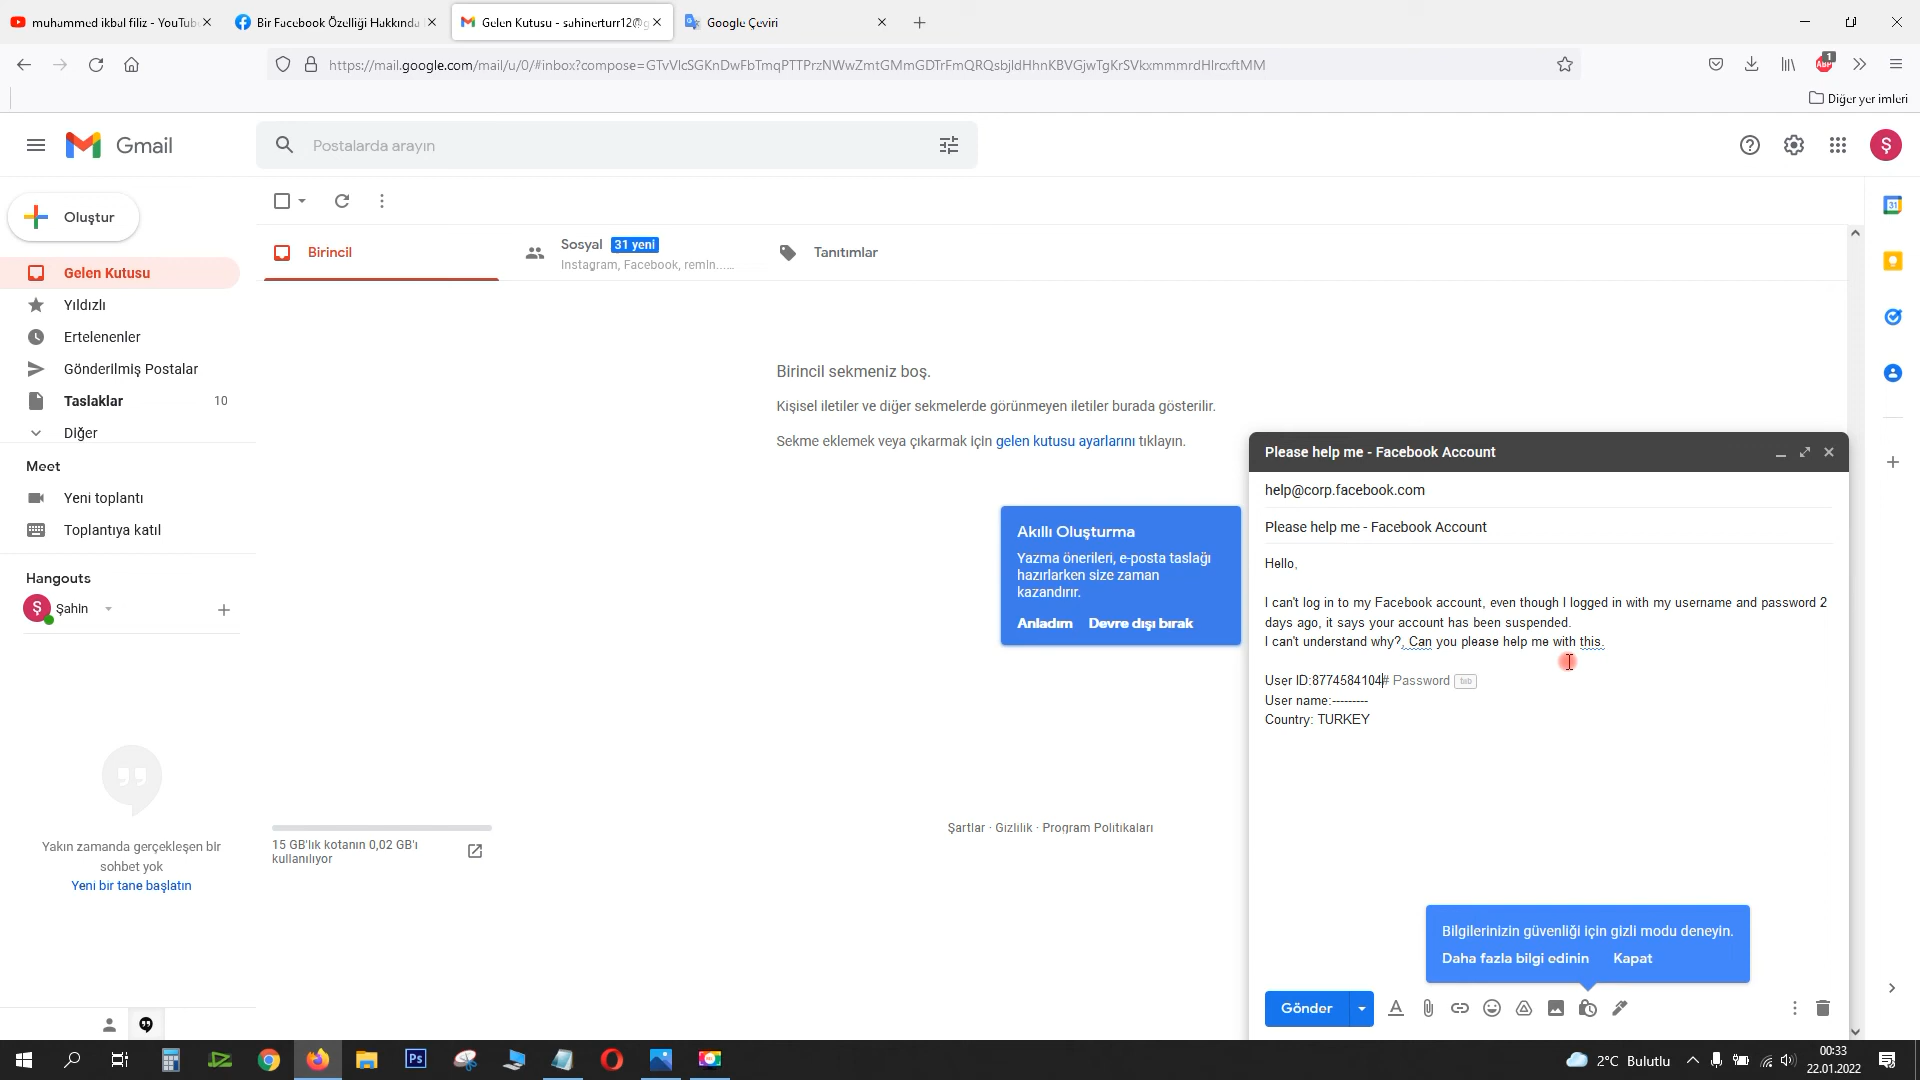 muhammed ikbal filiz - YouTub
Bir Facebook Özelliği Hakkında
Gelen Kutusu - sahinerturr12@g
Google Çeviri
https://mail.google.com/mail/u/0/#inbox?compose=GTvVlcSGKnDwFbTmqPTTPrzNWwZmtGMmGDTrFmQRQsbjldHhnKBVGjwTgKrSVkxmmmrdHlrcxftMM
ABP
1
Diğer yer imleri
Gmail
Postalarda arayın
Ş
Oluştur
Birincil
Sosyal
31 yeni
Instagram, Facebook, remin......
Tanıtımlar
31
Gelen Kutusu
Yıldızlı
Ertelenenler
Gönderilmiş Postalar
Taslaklar
10
Diğer
Meet
Yeni toplantı
Toplantıya katıl
Hangouts
Ş
Şahin
Yakın zamanda gerçekleşen bir
sohbet yok
Yeni bir tane başlatın
Birincil sekmeniz boş.
Kişisel iletiler ve diğer sekmelerde görünmeyen iletiler burada gösterilir.
Sekme eklemek veya çıkarmak için gelen kutusu ayarlarını tıklayın.
15 GB'lık kotanın 0,02 GB'ı
kullanılıyor
Şartlar · Gizlilik · Program Politikaları
Akıllı Oluşturma
Yazma önerileri, e-posta taslağı
hazırlarken size zaman
kazandırır.
Anladım
Devre dışı bırak
Please help me - Facebook Account
help@corp.facebook.com
Please help me - Facebook Account
Hello,
I can't log in to my Facebook account, even though I logged in with my username and password 2
days ago, it says your account has been suspended.
I can't understand why?, Can you please help me with this.
User ID:8774584104# Password
tab
User name:---------
Country: TURKEY
Bilgilerinizin güvenliği için gizli modu deneyin.
Daha fazla bilgi edinin
Kapat
Gönder
Ps
2°C Bulutlu
00:33
22.01.2022